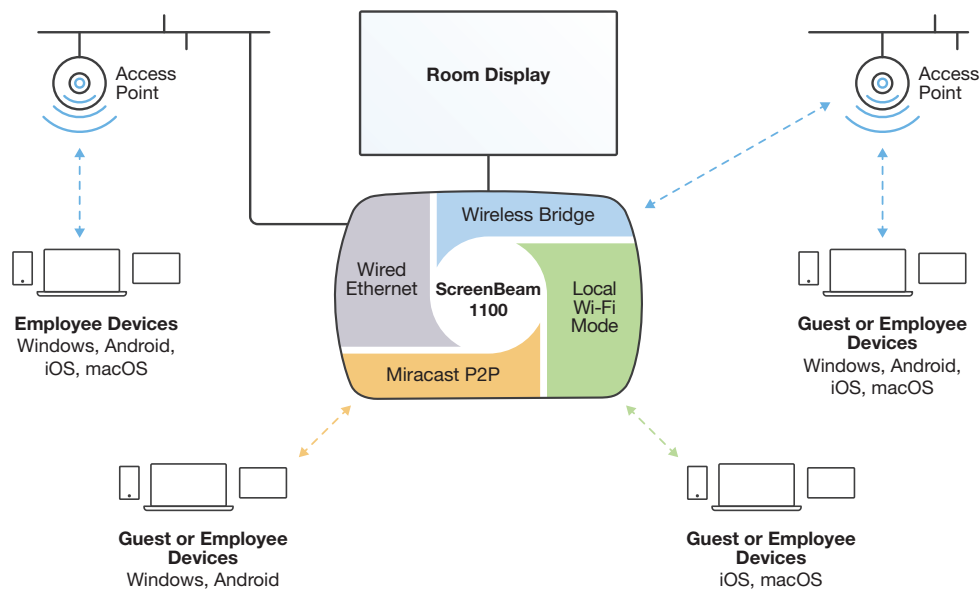 Access
Point
Room Display
Access
Point
Wireless Bridge
Wired
Ethernet
ScreenBeam
1100
Local
Wi-Fi
Mode
Miracast P2P
Employee Devices
Windows, Android,
iOS, macOS
Guest or Employee
Devices
Windows, Android,
iOS, macOS
Guest or Employee
Devices
Windows, Android
Guest or Employee
Devices
iOS, macOS